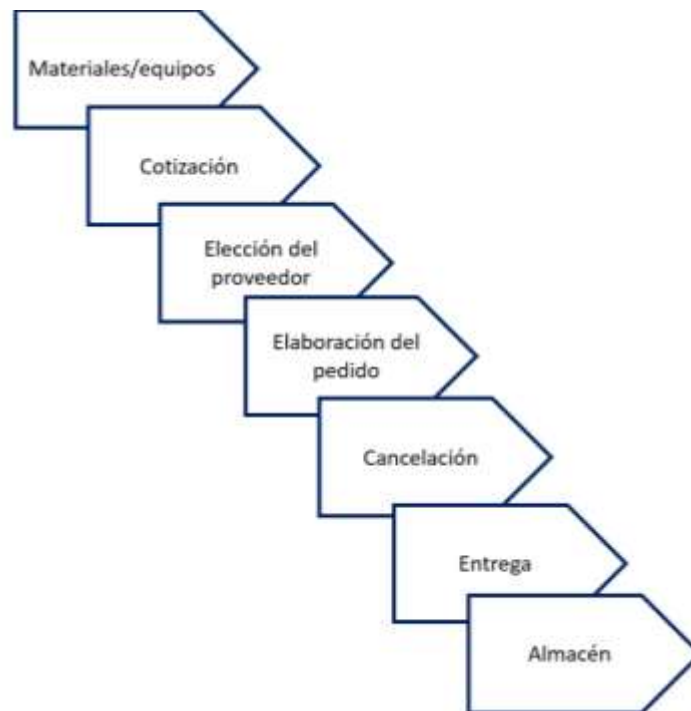 Materiales/equipos
Cotización
Elección del
proveedor
Elaboración del
pedido
Cancelación
Entrega
Almacén